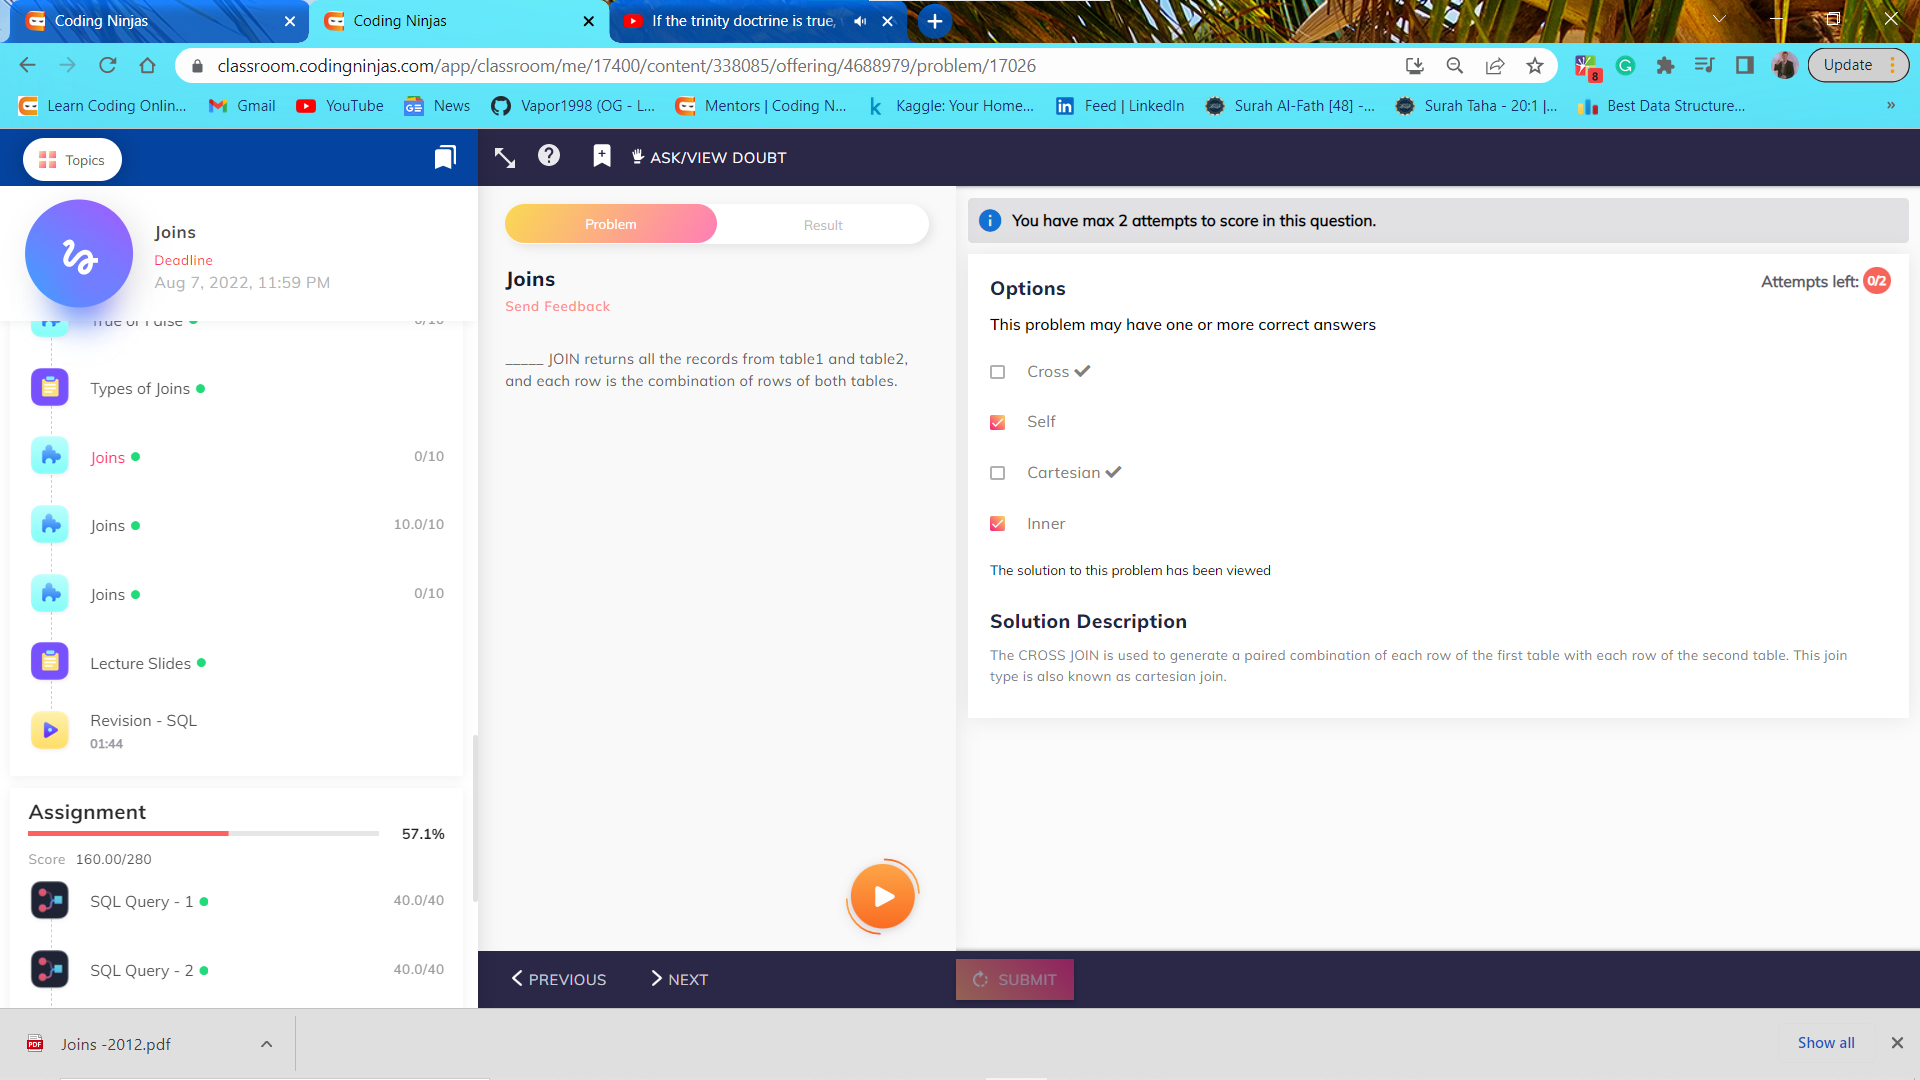 Coding Ninjas
Coding Ninjas
If the trinity doctrine is true,
classroom.codingninjas.com/app/classroom/me/17400/content/338085/offering/4688979/problem/17026
8
Update
Learn Coding Onlin...
Gmail
YouTube
News
Vapor1998 (OG - L...
Mentors | Coding N...
Kaggle: Your Home...
Feed | LinkedIn
Surah Al-Fath [48] -...
Surah Taha - 20:1 |...
Best Data Structure...
»
Topics
ASK/VIEW DOUBT
Joins
Deadline
Aug 7, 2022, 11:59 PM
True or False
0/10
Types of Joins
Joins
0/10
Joins
10.0/10
Joins
0/10
Lecture Slides
Revision - SQL
01:44
Assignment
57.1%
Score 160.00/280
SQL Query - 1
40.0/40
SQL Query - 2
40.0/40
Problem
Result
Joins
Send Feedback
_____ JOIN returns all the records from table1 and table2,
and each row is the combination of rows of both tables.
You have max 2 attempts to score in this question.
Options
Attempts left: 0/2
This problem may have one or more correct answers
Cross
Self
Cartesian
Inner
The solution to this problem has been viewed
Solution Description
The CROSS JOIN is used to generate a paired combination of each row of the first table with each row of the second table. This join
type is also known as cartesian join.
PREVIOUS
NEXT
SUBMIT
PDF
Joins -2012.pdf
Show all